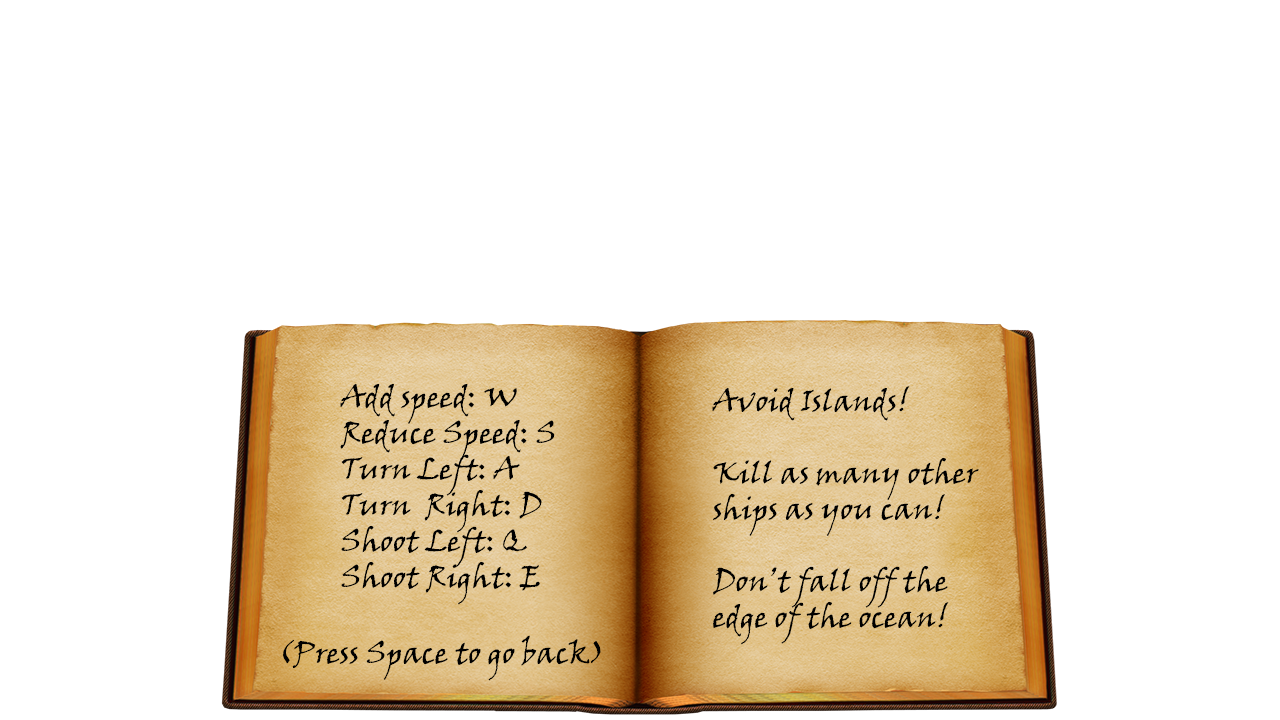 Add speed: W
Reduce Speed: S
Turn Left: A
Turn  Right: D
Shoot Left: Q
Shoot Right: E
(Press Space to go back)
Avoid Islands!
Kill as many other
ships as you can!
Don't fall off the
edge of the ocean!